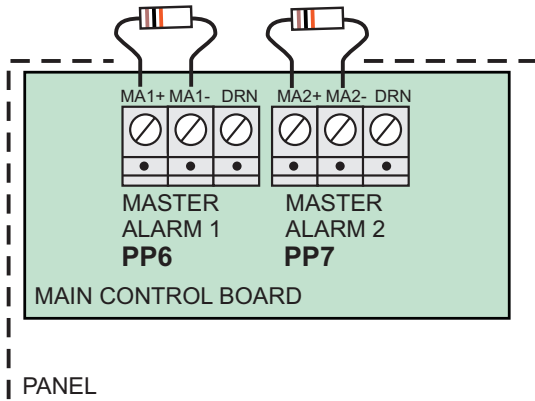 MA1+ MA1- DRN MA2+ MA2- DRN
MASTER
ALARM 1
PP6
MASTER
ALARM 2
PP7
MAIN CONTROL BOARD
PANEL